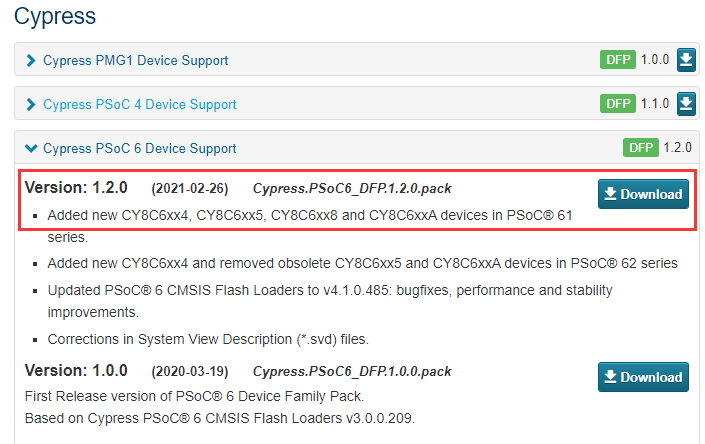 Cypress
Cypress PMG1 Device Support DFP 1.0.0
Cypress PSoC 4 Device Support DFP 1.1.0
Cypress PSoC 6 Device Support DFP 1.2.0
Version: 1.2.0 (2021-02-26) Cypress.PSoC6_DFP.1.2.0.pack Download
▪ Added new CY8C6xx4, CY8C6xx5, CY8C6xx8 and CY8C6xxA devices in PSoC® 61
series.
▪ Added new CY8C6xx4 and removed obsolete CY8C6xx5 and CY8C6xxA devices in PSoC® 62 series
▪ Updated PSoC® 6 CMSIS Flash Loaders to v4.1.0.485: bugfixes, performance and stability
improvements.
▪ Corrections in System View Description (*.svd) files.
Version: 1.0.0 (2020-03-19) Cypress.PSoC6_DFP.1.0.0.pack Download
First Release version of PSoC® 6 Device Family Pack.
Based on Cypress PSoC® 6 CMSIS Flash Loaders v3.0.0.209.